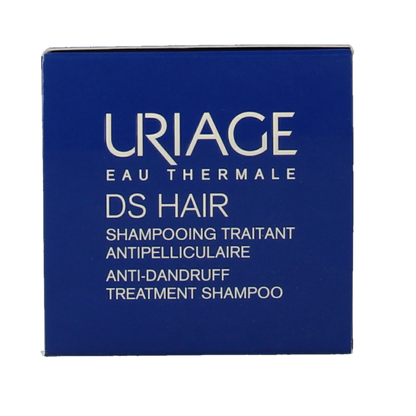 URIAGE
EAU THERMALE
DS HAIR
SHAMPOOING TRAITANT
ANTIPELLICULAIRE
ANTI-DANDRUFF
TREATMENT SHAMPOO